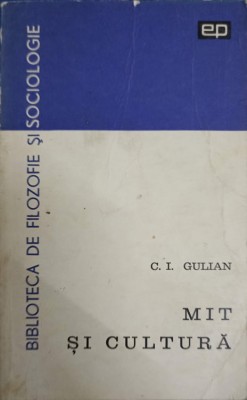 ep
BIBLIOTECA DE FILOZOFIE ȘI SOCIOLOGIE
C. I. GULIAN
MIT
ȘI CULTURĂ